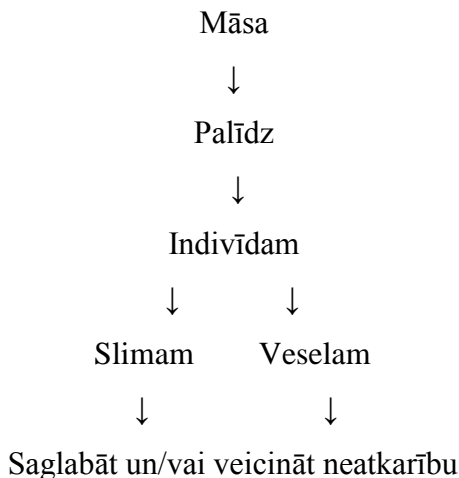 Māsa
↓
Palīdz
↓
Indivīdam
↓ ↓
Slimam Veselam
↓ ↓
Saglabāt un/vai veicināt neatkarību